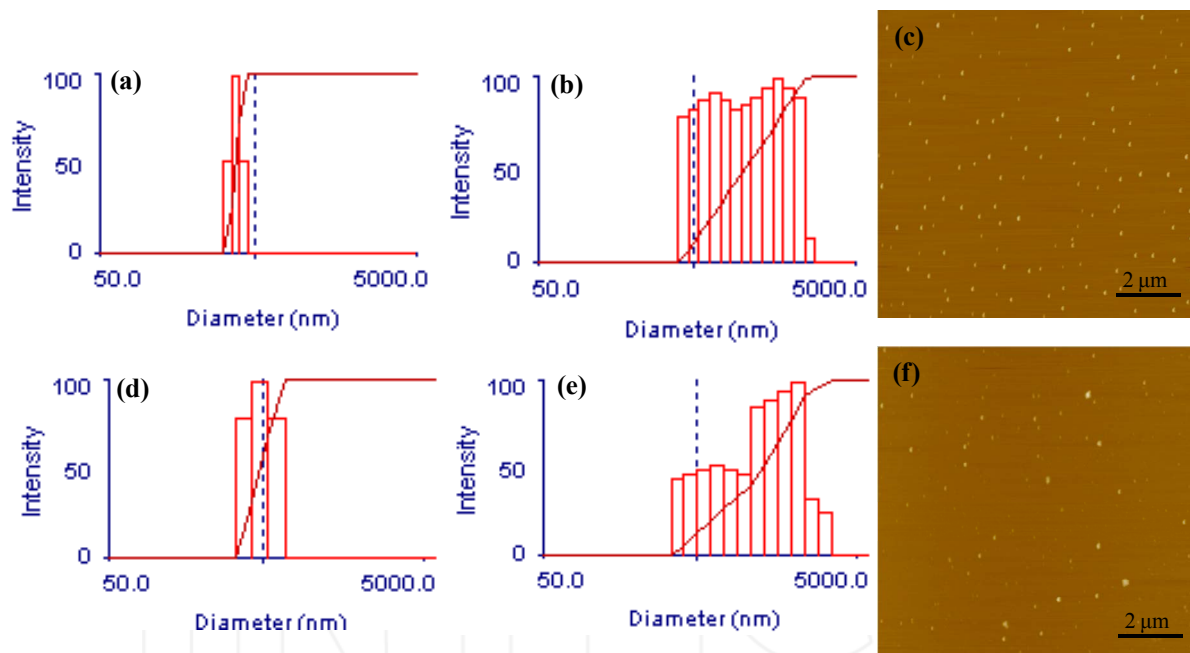 (a)
100
50
0
Intensity
50.0
5000.0
Diameter (nm)
(b)
100
50
0
Intensity
50.0
5000.0
Diameter (nm)
(c)
2 µm
(d)
100
50
0
Intensity
50.0
5000.0
Diameter (nm)
(e)
100
50
0
Intensity
50.0
5000.0
Diameter (nm)
(f)
2 µm